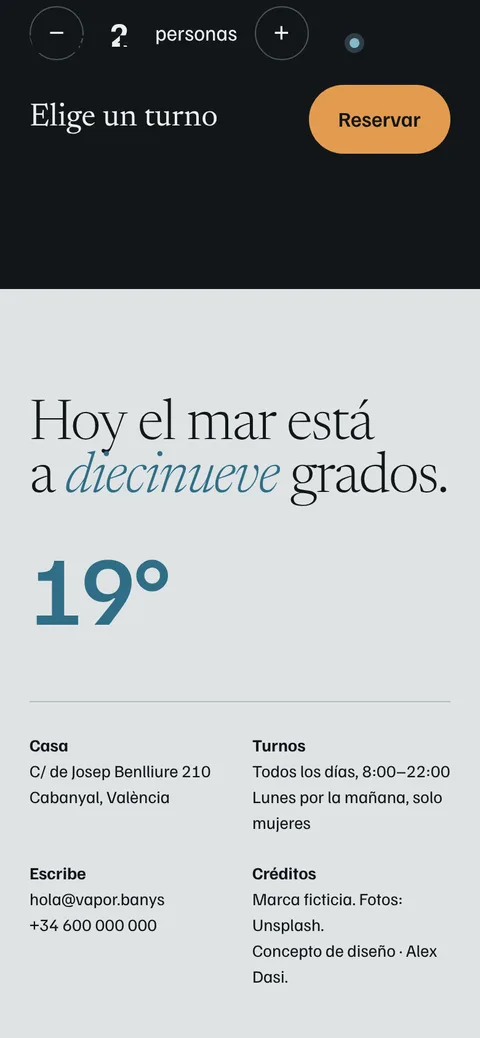 − 2 personas +
Elige un turno
Reservar
Hoy el mar está
a diecinueve grados.
19°
Casa
C/ de Josep Benlliure 210
Cabanyal, València
Turnos
Todos los días, 8:00–22:00
Lunes por la mañana, solo
mujeres
Escribe
hola@vapor.banys
+34 600 000 000
Créditos
Marca ficticia. Fotos:
Unsplash.
Concepto de diseño · Alex
Dasi.